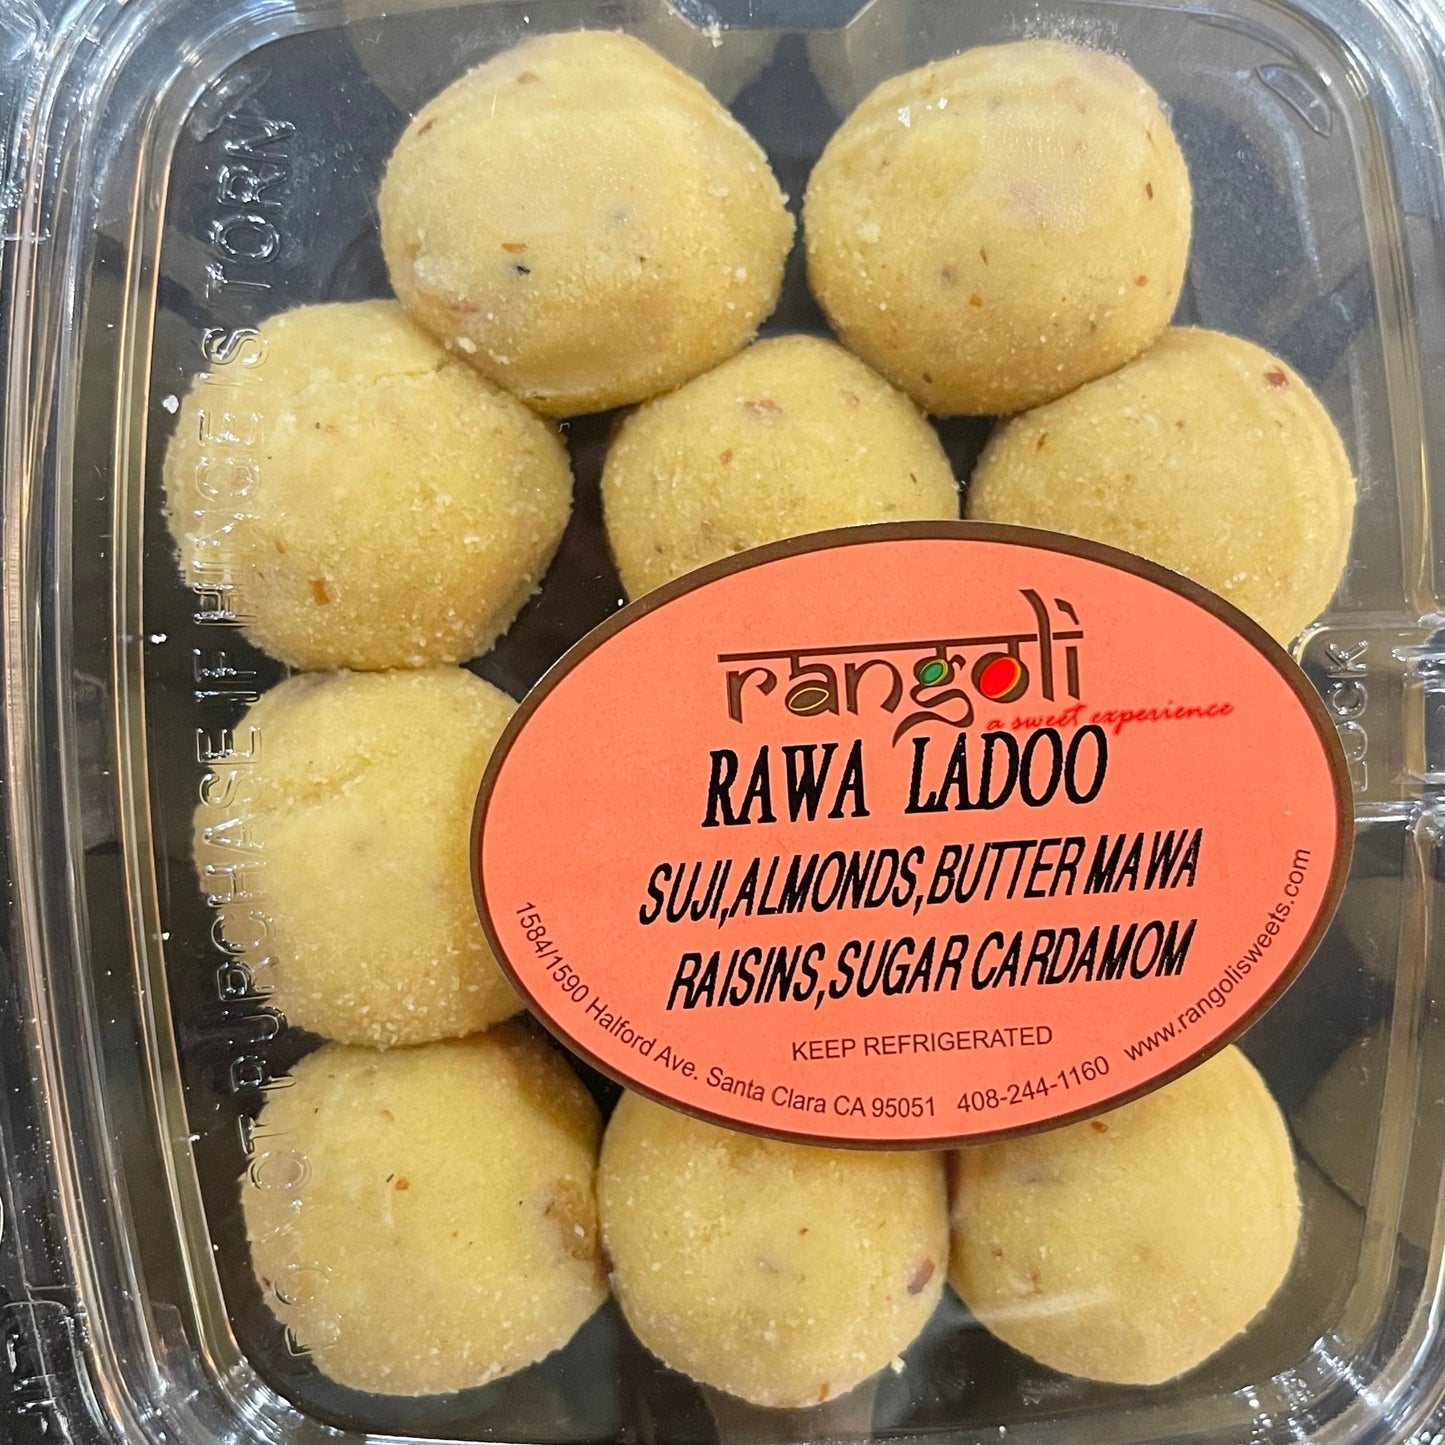 rangoli
a sweet experience
RAWA LADOO
SUJI,ALMONDS,BUTTER MAWA
RAISINS,SUGAR CARDAMOM
KEEP REFRIGERATED
1584/1590 Halford Ave. Santa Clara CA 95051 408-244-1160 www.rangolisweets.com
DO NOT PURCHASE IF HINGE IS TORN
LOCK